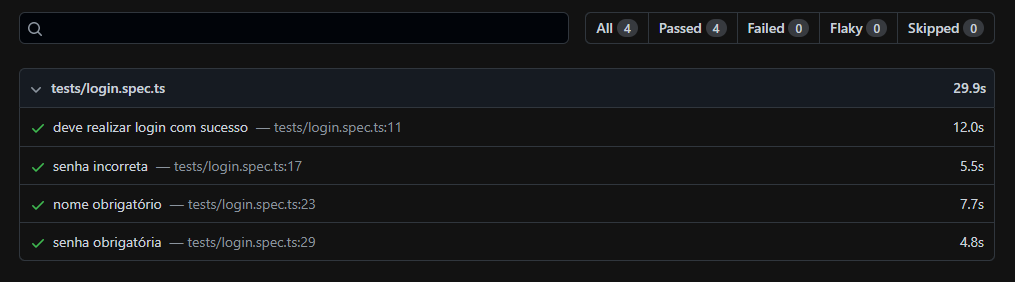 All 4 Passed 4 Failed 0 Flaky 0 Skipped 0
tests/login.spec.ts 29.9s
deve realizar login com sucesso — tests/login.spec.ts:11 12.0s
senha incorreta — tests/login.spec.ts:17 5.5s
nome obrigatório — tests/login.spec.ts:23 7.7s
senha obrigatória — tests/login.spec.ts:29 4.8s